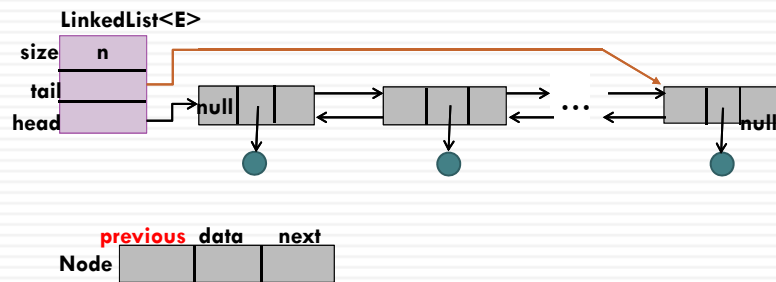 LinkedList<E>
size n
tail
head
null
...
null
previous data next
Node